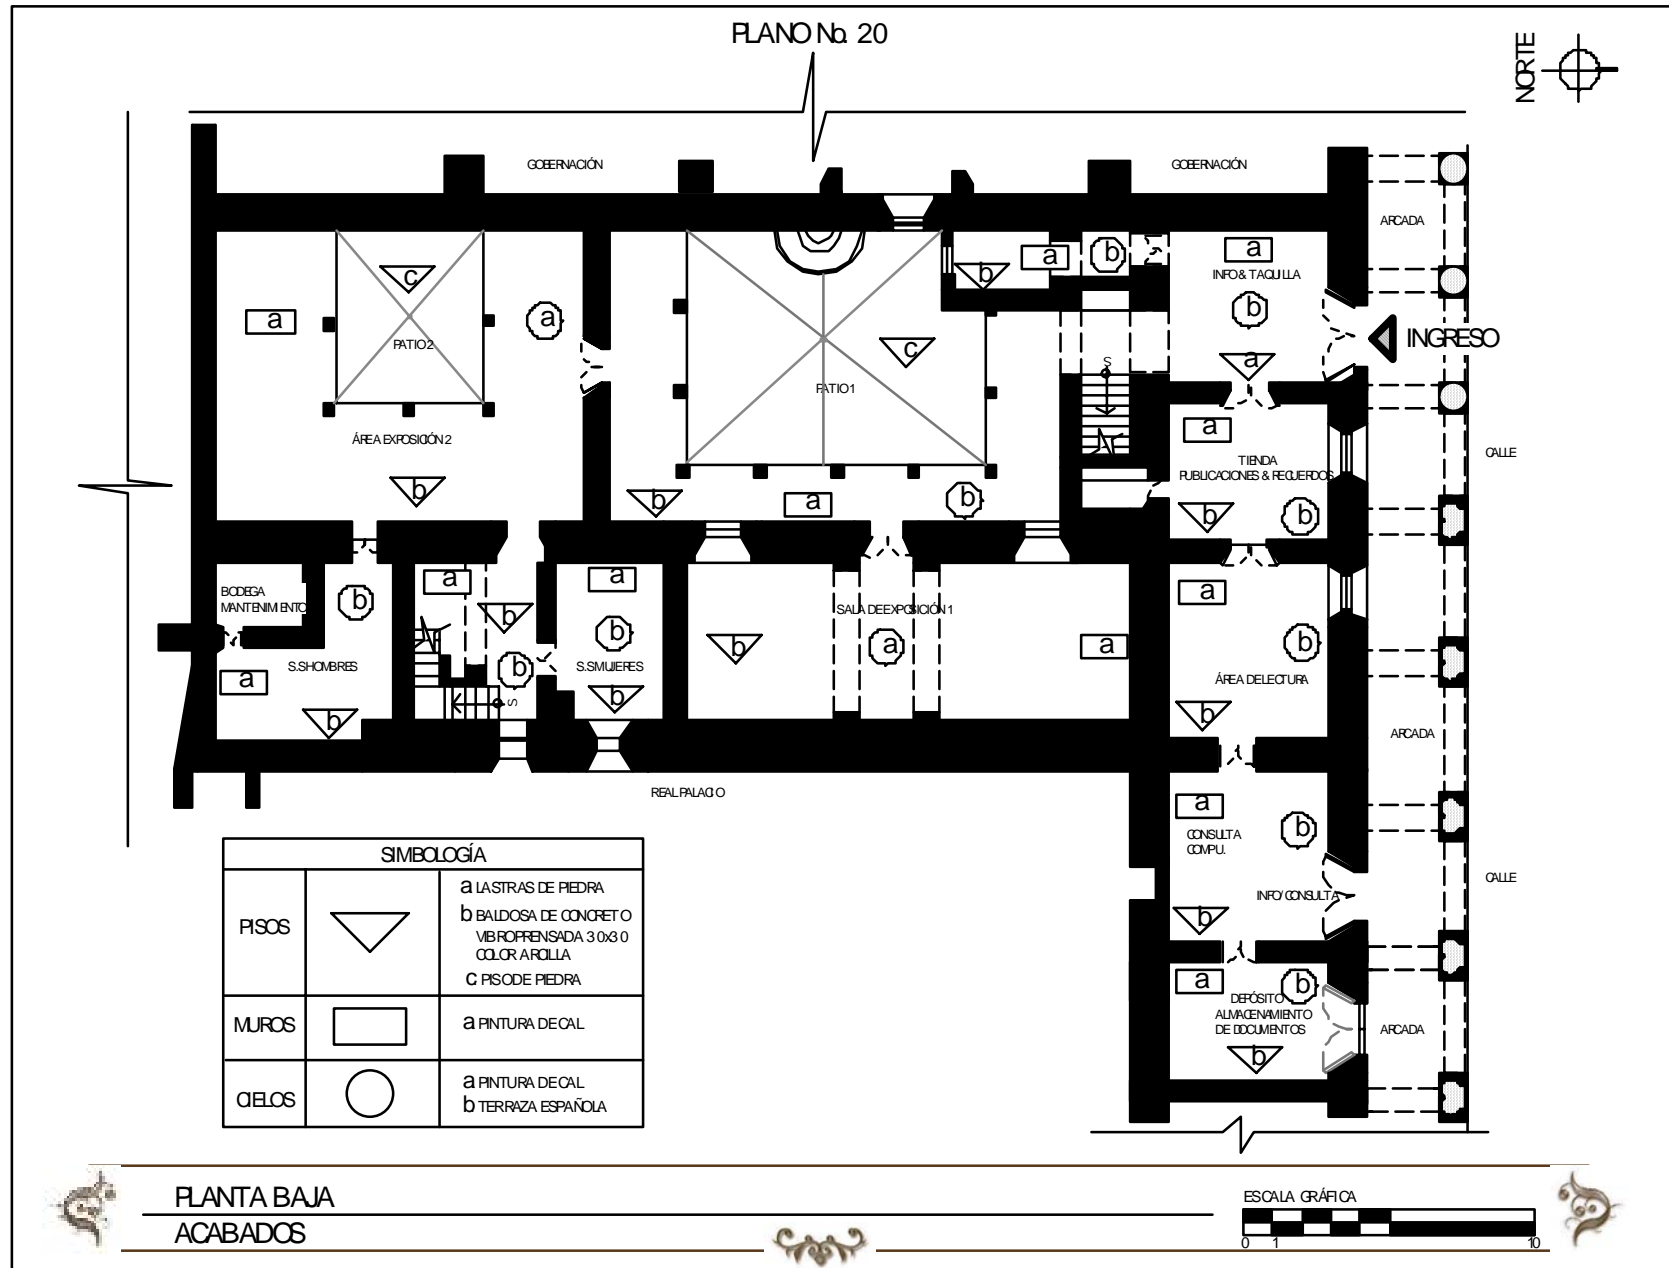 PLANO No. 20
NORTE
GOBERNACIÓN
GOBERNACIÓN
ARCADA
c
a
b
a
INFO & TAQUILLA
b
a
a
PATIO 2
b
c
PATIO 1
a
INGRESO
ÁREA EXPOSICIÓN 2
b
b
a
b
S
a
TIENDA
PUBLICACIONES & RECUERDOS
b
b
CALLE
BODEGA
MANTENIMIENTO
b
a
b
a
b
SALA DE EXPOSICIÓN 1
b
a
a
a
b
S.S HOMBRES
a
b
b
S
S.S MUJERES
b
ÁREA DE LECTURA
b
ARCADA
REAL PALACIO
a
CONSULTA
COMPU.
b
INFO/ CONSULTA
b
CALLE
a
b
DEPÓSITO
ALMACENAMIENTO
DE DOCUMENTOS
b
ARCADA
SIMBOLOGÍA
PISOS
a LASTRAS DE PIEDRA
b BALDOSA DE CONCRETO
VIBROPRENSADA 30x30
COLOR ARCILLA
c PISO DE PIEDRA
MUROS
a PINTURA DE CAL
CIELOS
a PINTURA DE CAL
b TERRAZA ESPAÑOLA
PLANTA BAJA
ACABADOS
ESCALA GRÁFICA
0 1 10